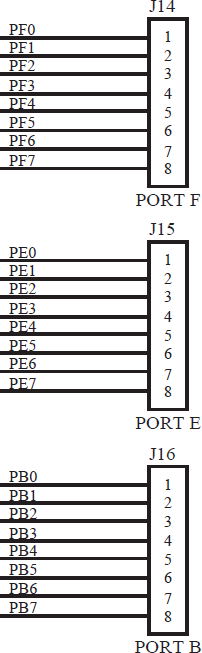 J14
PF0 1
PF1 2
PF2 3
PF3 4
PF4 5
PF5 6
PF6 7
PF7 8
PORT F
J15
PE0 1
PE1 2
PE2 3
PE3 4
PE4 5
PE5 6
PE6 7
PE7 8
PORT E
J16
PB0 1
PB1 2
PB2 3
PB3 4
PB4 5
PB5 6
PB6 7
PB7 8
PORT B